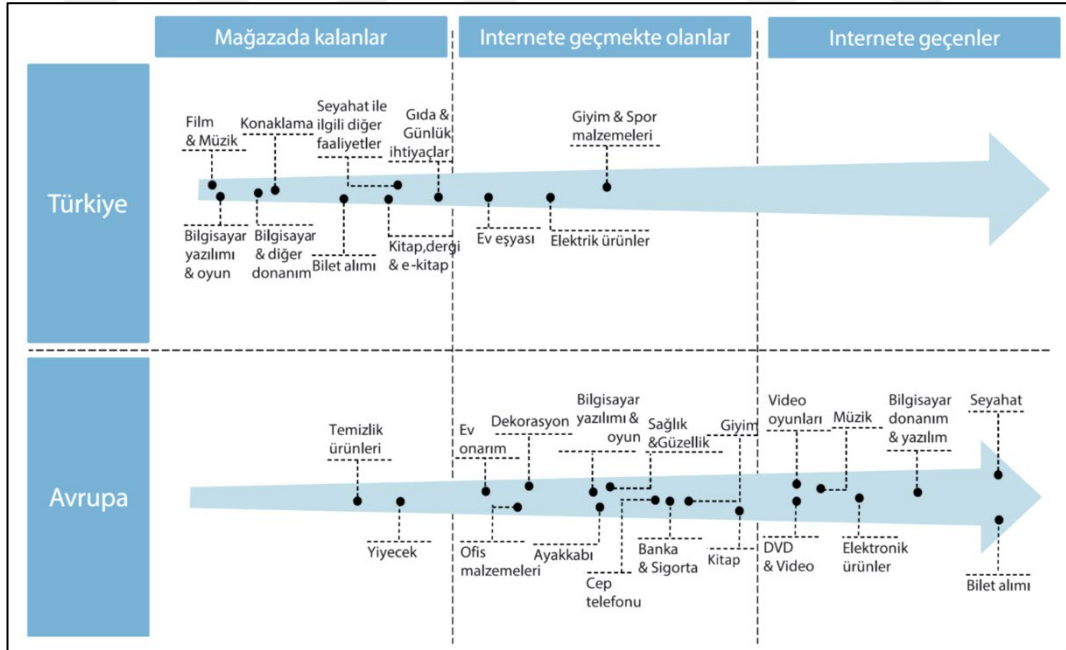 Mağazada kalanlar
Internete geçmekte olanlar
Internete geçenler
Türkiye
Film
& Müzik
Konaklama
Seyahat ile
ilgili diğer
faaliyetler
Gıda &
Günlük
ihtiyaçlar
Giyim & Spor
malzemeleri
Bilgisayar
yazılımı
& oyun
Bilgisayar
& diğer
donanım
Bilet alımı
Kitap,dergi
& e-kitap
Ev eşyası
Elektrik ürünler
Avrupa
Temizlik
ürünleri
Ev
onarım
Dekorasyon
Bilgisayar
yazılımı &
oyun
Sağlık
&Güzellik
Giyim
Video
oyunları
Müzik
Bilgisayar
donanım
& yazılım
Seyahat
Yiyecek
Ofis
malzemeleri
Ayakkabı
Cep
telefonu
Banka
& Sigorta
Kitap
DVD
& Video
Elektronik
ürünler
Bilet alımı